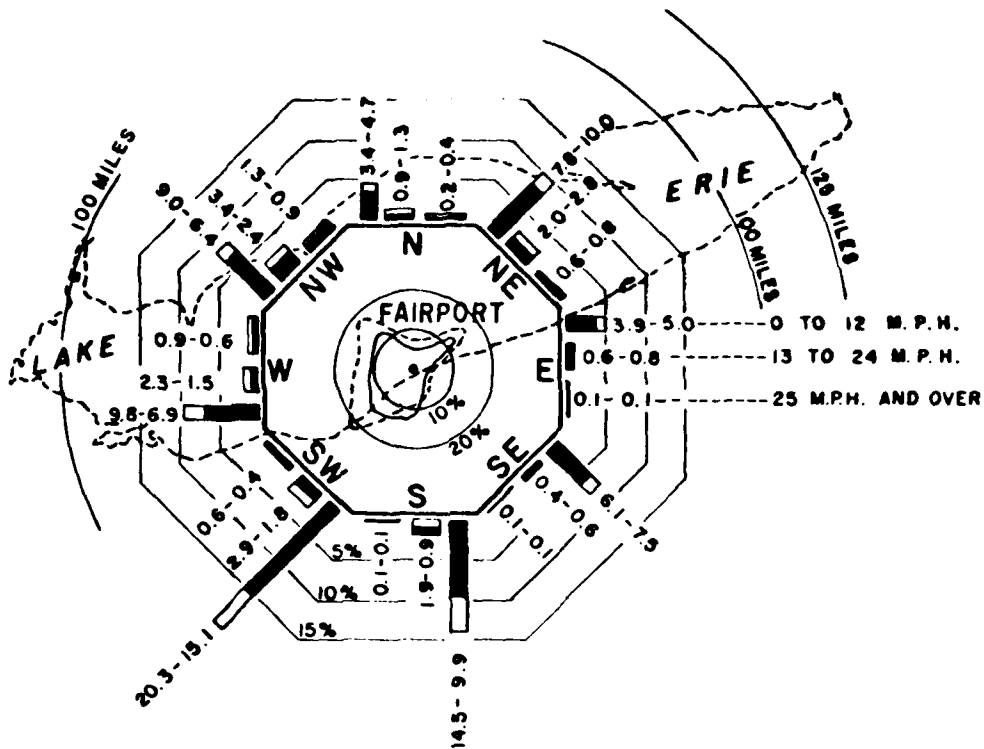 100 MILES
3.4-4.7
0.9-1.3
0.2-0.4
7.8-10.0
2.0-2.8
0.6-0.8
ERIE
128 MILES
100 MILES
1.3-0.9
3.4-2.4
9.0-6.4
NW
N
NE
FAIRPORT
LAKE
0.9-0.6
W
2.3-1.5
9.8-6.9
E
3.9-5.0 0 TO 12 M.P.H.
0.6-0.8 13 TO 24 M.P.H.
0.1-0.1 25 M.P.H. AND OVER
10%
20%
SW
S
SE
0.6-0.4
2.9-1.8
20.3-15.1
0.1-0.1
1.9-0.9
14.5-9.9
0.1-0.1
0.4-0.6
6.1-7.5
5%
10%
15%